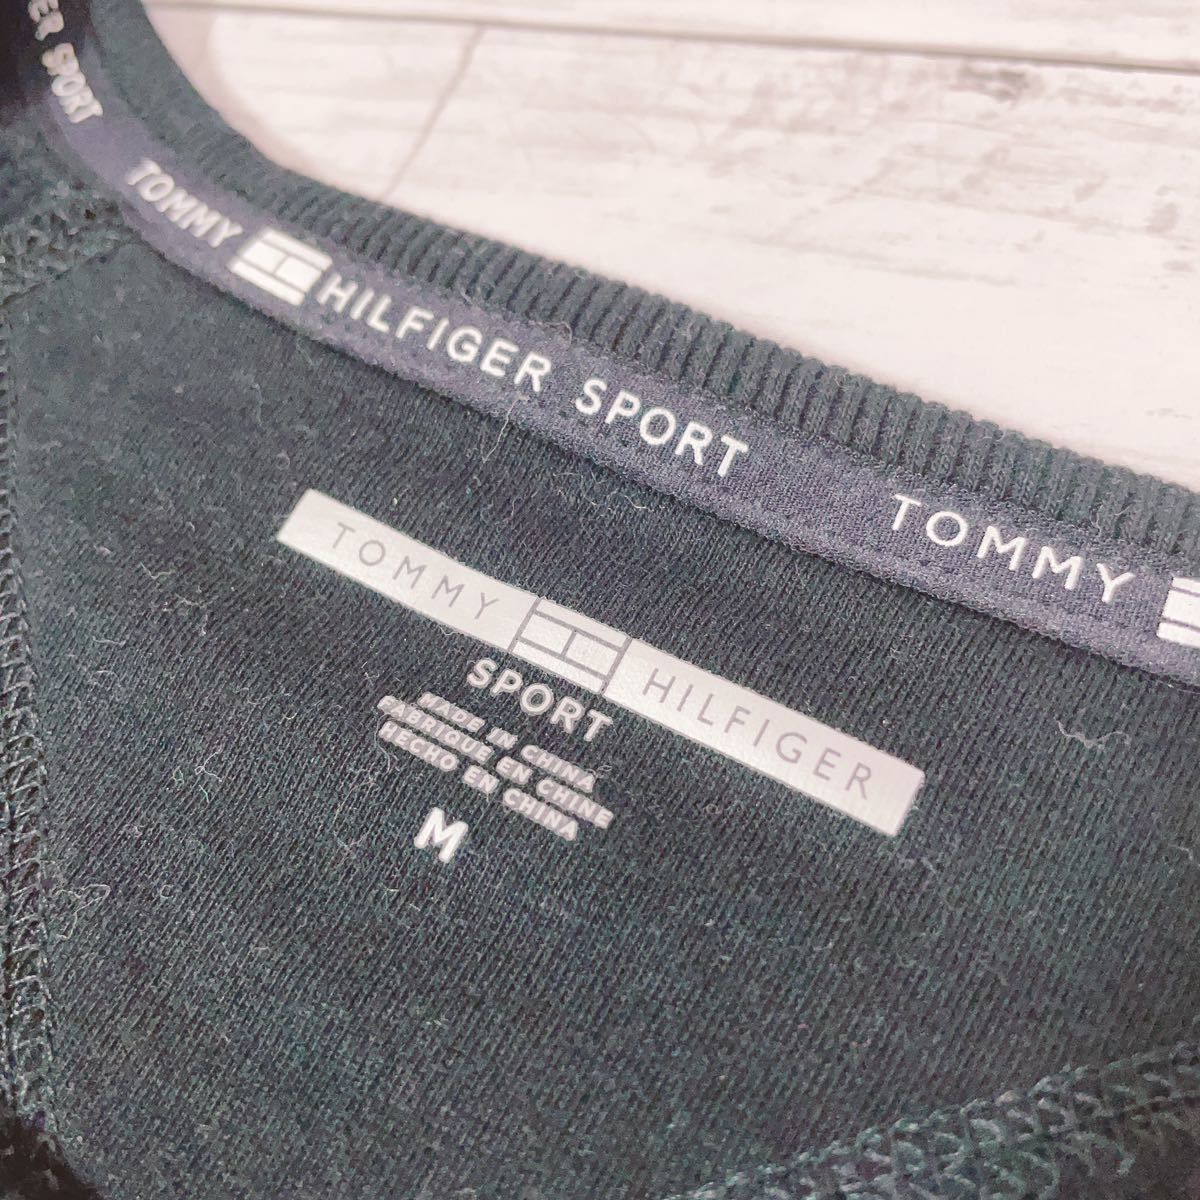 ER SPORT
TOMMY HILFIGER SPORT
TOMMY
TOMMY HILFIGER
SPORT
MADE IN CHINA
FABRIQUE EN CHINE
HECHO EN CHINA
M